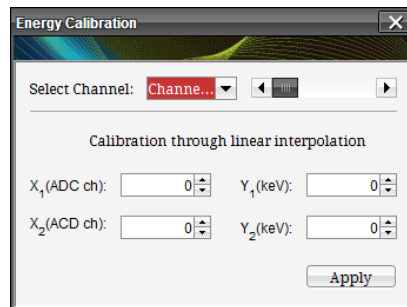 Energy Calibration
Select Channel: Channe...
Calibration through linear interpolation
X1(ADC ch): 0 Y1(keV): 0
X2(ACD ch): 0 Y2(keV): 0
Apply